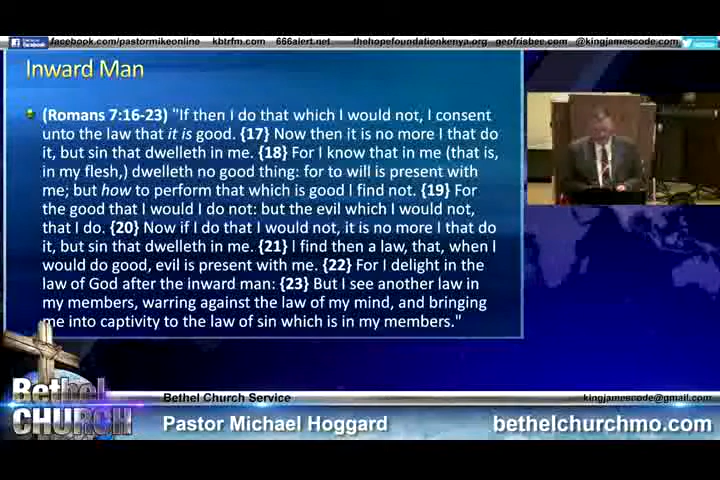 facebook.com/pastormikeonline kbtrfm.com 666alert.net thehopefoundationkenya.org geofrisbee.com @kingjamescode.com
Inward Man
(Romans 7:16-23) "If then I do that which I would not, I consent
unto the law that it is good. {17} Now then it is no more I that do
it, but sin that dwelleth in me. {18} For I know that in me (that is,
in my flesh,) dwelleth no good thing: for to will is present with
me; but how to perform that which is good I find not. {19} For
the good that I would I do not: but the evil which I would not,
that I do. {20} Now if I do that I would not, it is no more I that do
it, but sin that dwelleth in me. {21} I find then a law, that, when I
would do good, evil is present with me. {22} For I delight in the
law of God after the inward man: {23} But I see another law in
my members, warring against the law of my mind, and bringing
me into captivity to the law of sin which is in my members."
Bethel
CHURCH
Bethel Church Service kingjamescode@gmail.com
Pastor Michael Hoggard bethelchurchmo.com